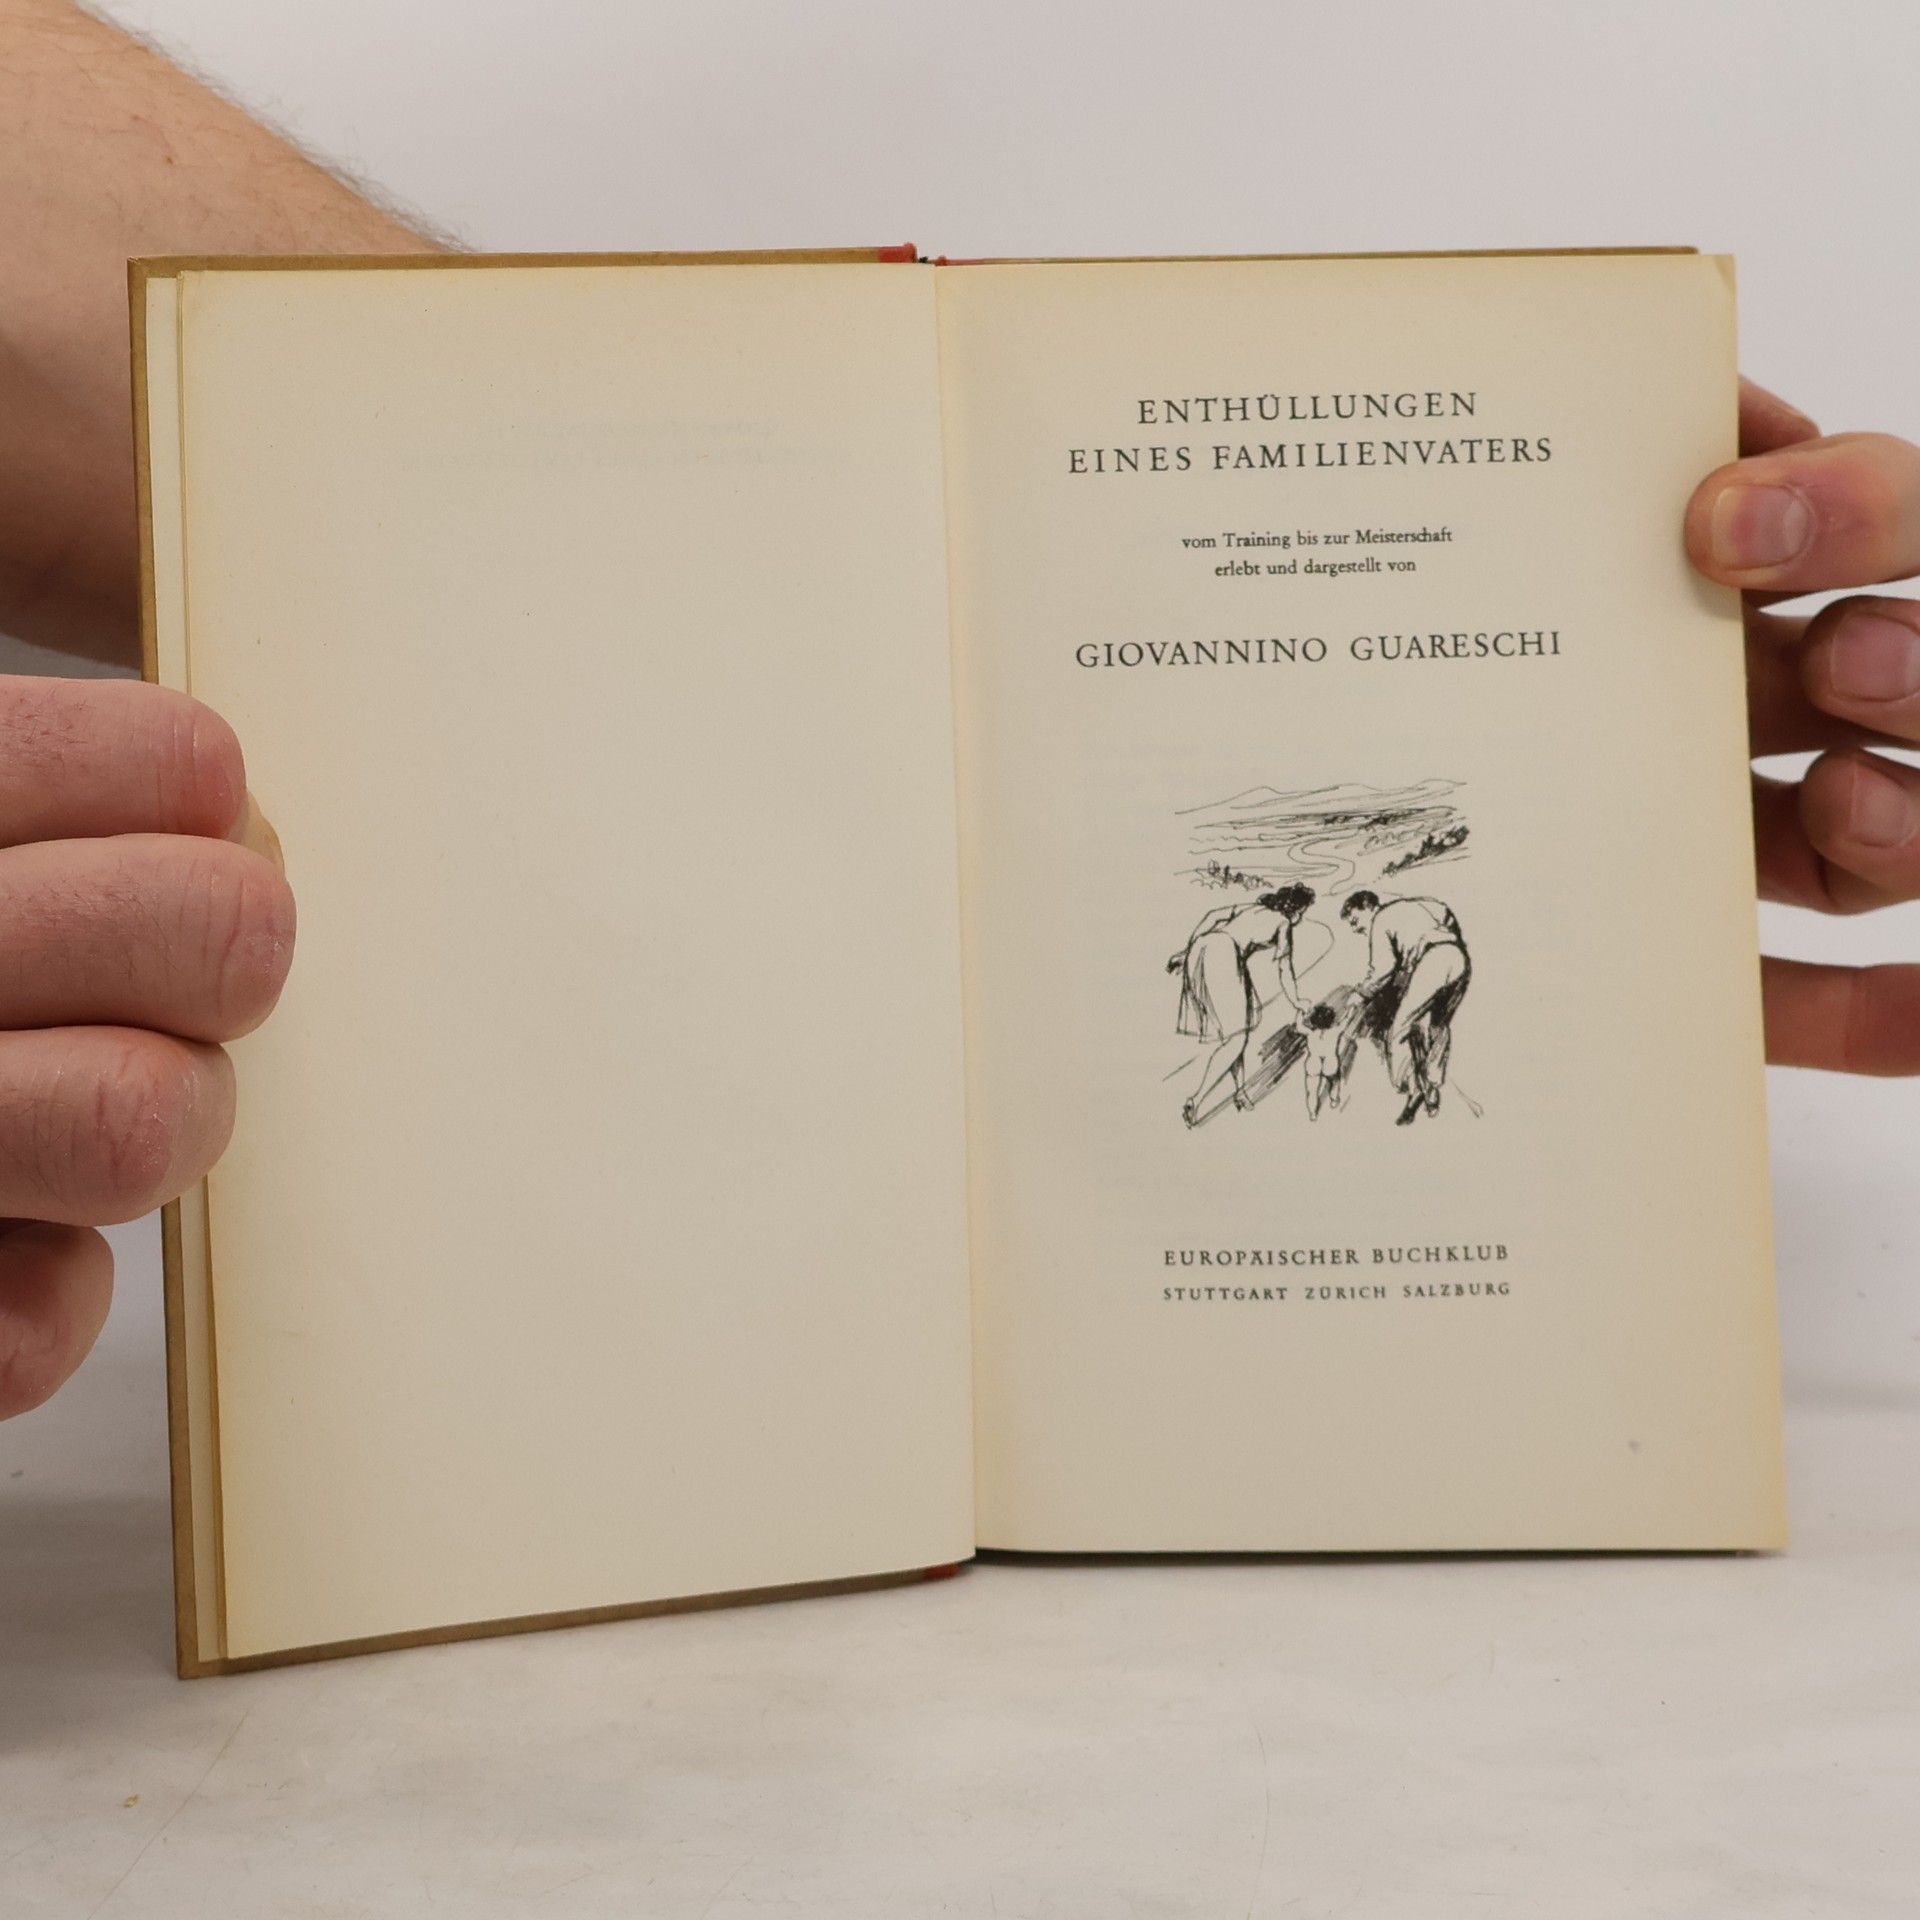 ENTHÜLLUNGEN
EINES FAMILIENVATERS
vom Training bis zur Meisterschaft
erlebt und dargestellt von
GIOVANNINO GUARESCHI
EUROPÄISCHER BUCHKLUB
STUTTGART ZÜRICH SALZBURG